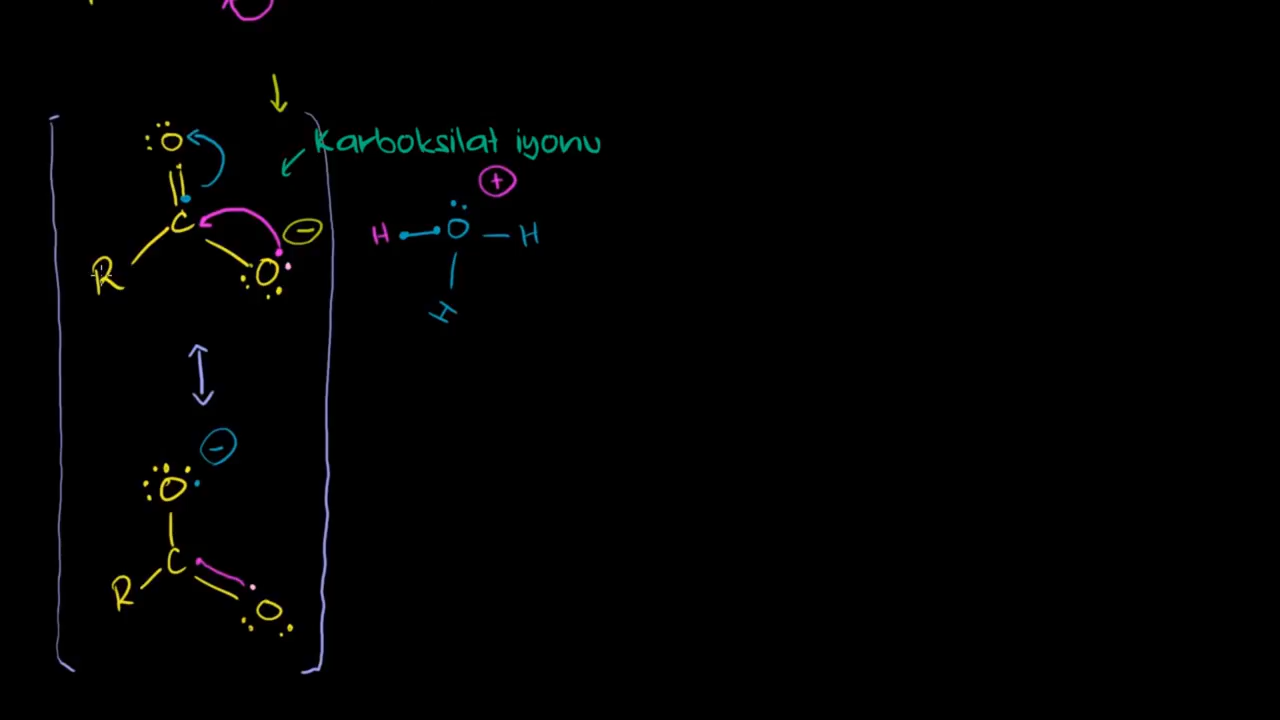 O
Karboksilat iyonu
+
C
−
H O H
R O
H
−
O
C
R
O